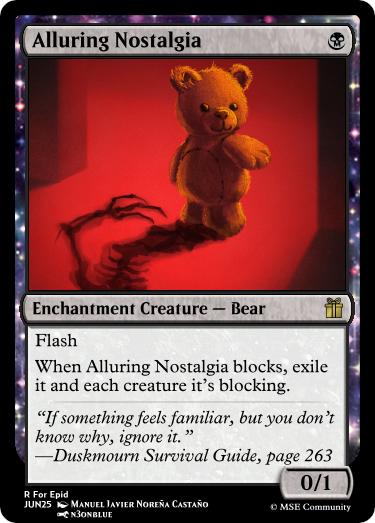 Alluring Nostalgia
Enchantment Creature — Bear
Flash
When Alluring Nostalgia blocks, exile
it and each creature it's blocking.
“If something feels familiar, but you don't
know why, ignore it.”
—Duskmourn Survival Guide, page 263
0/1
R For Epid
JUN25 Manuel Javier Noreña Castaño
n3onblue
© MSE Community